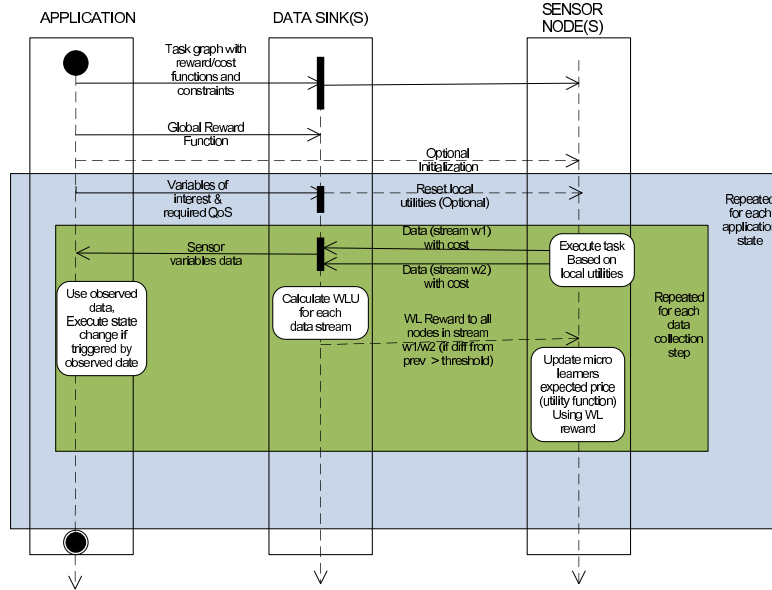 APPLICATION
DATA SINK(S)
SENSOR
NODE(S)
Task graph with
reward/cost
functions and
constraints
Global Reward
Function
Optional
Initialization
Variables of
interest &
required QoS
Reset local
utilities (Optional)
Repeated
for each
application
state
Sensor
variables data
Data (stream w1)
with cost
Data (stream w2)
with cost
Execute task
Based on
local utilities
Use observed
data,
Execute state
change if
triggered by
observed date
Calculate WLU
for each
data stream
WL Reward to all
nodes in stream
w1/w2 (if diff from
prev > threshold)
Repeated
for each
data
collection
step
Update micro
learners
expected price
(utility function)
Using WL
reward